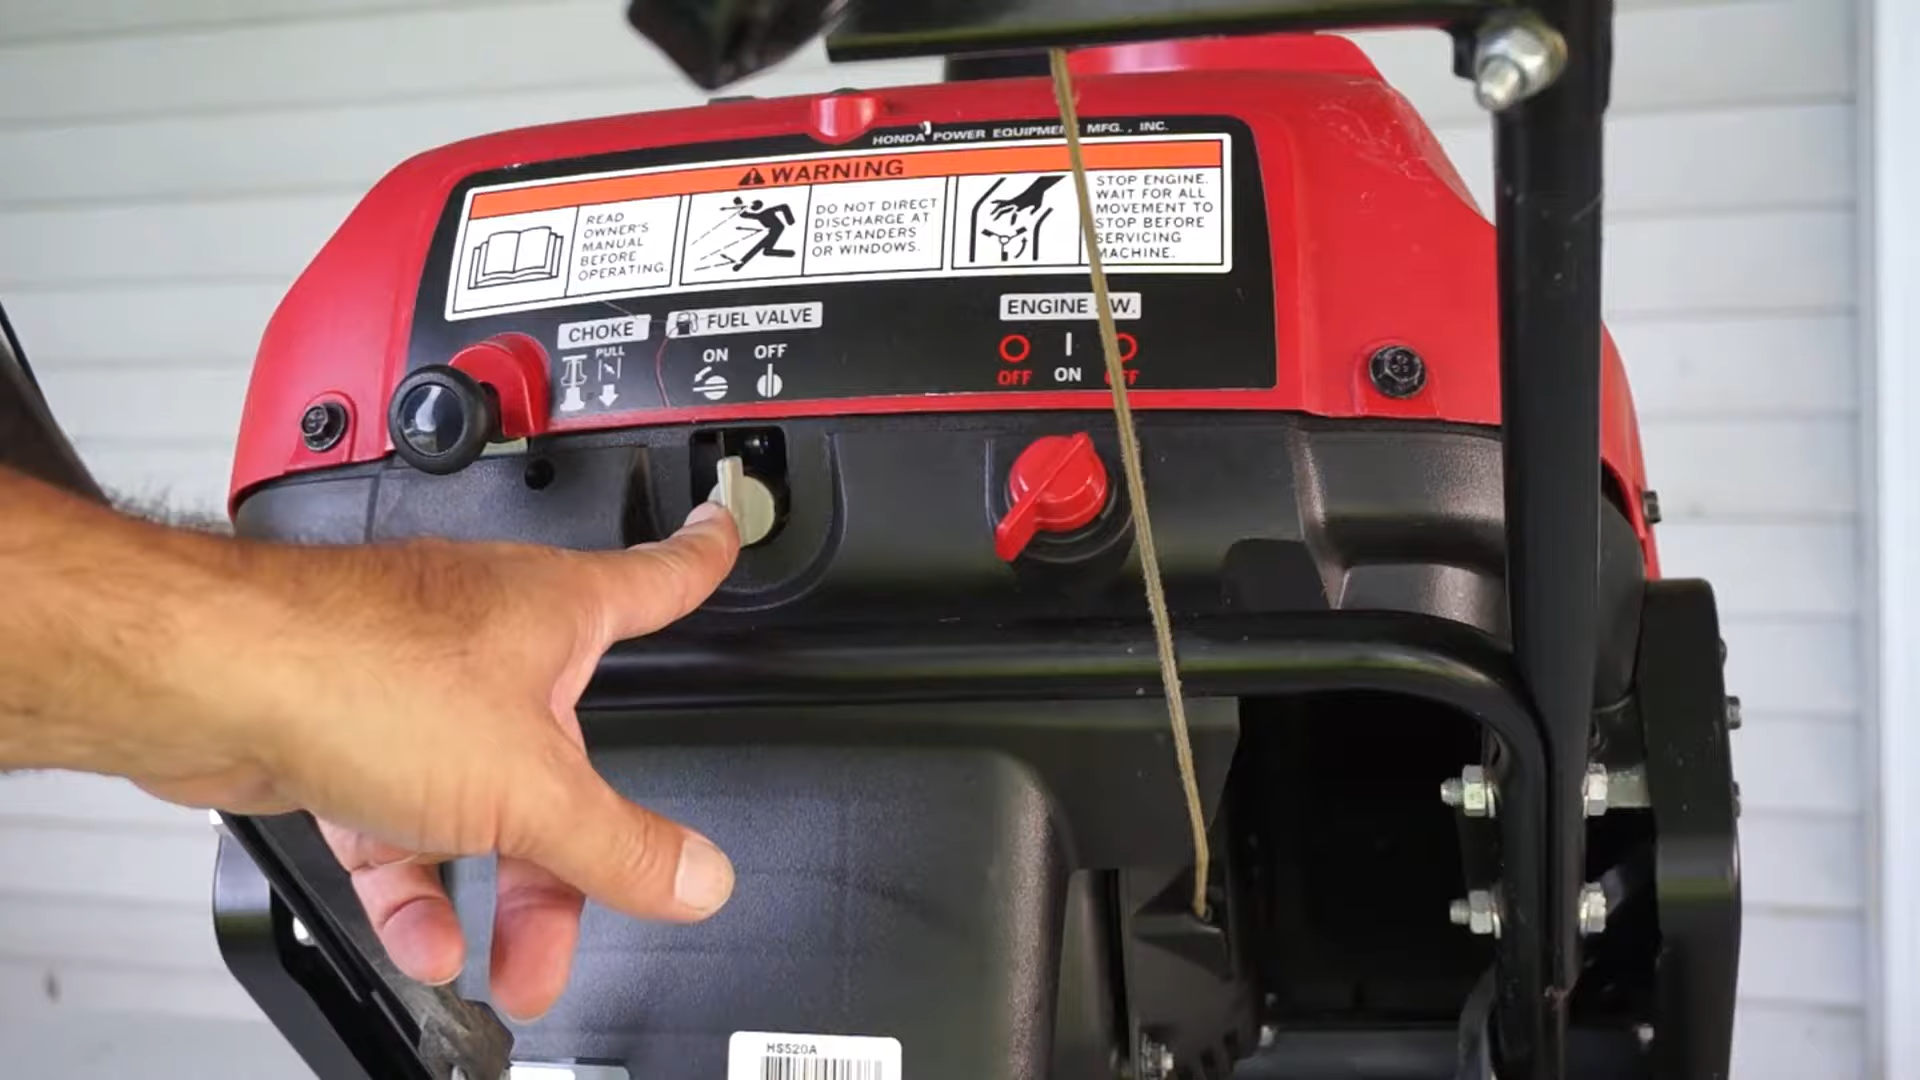 HONDA POWER EQUIPMENT MFG., INC.
WARNING
READ
OWNER'S
MANUAL
BEFORE
OPERATING.
DO NOT DIRECT
DISCHARGE AT
BYSTANDERS
OR WINDOWS.
STOP ENGINE.
WAIT FOR ALL
MOVEMENT TO
STOP BEFORE
SERVICING
MACHINE.
CHOKE
PULL
FUEL VALVE
ON
OFF
ENGINE SW.
OFF
ON
OFF
HS520A